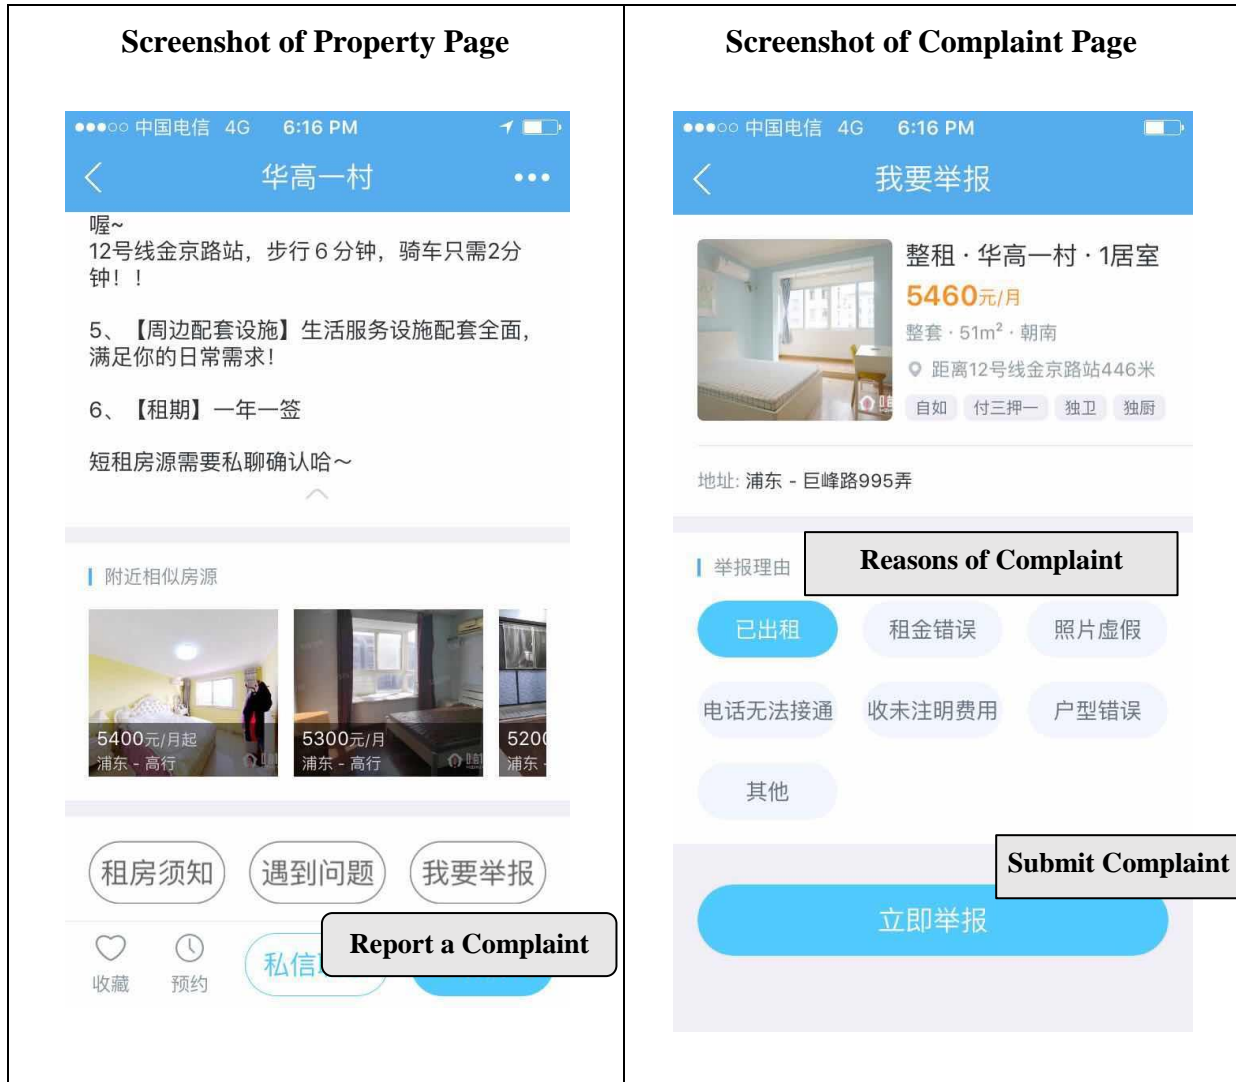 Screenshot of Property Page
中国电信 4G 6:16 PM
华高一村
喔~
12号线金京路站，步行6分钟，骑车只需2分
钟！！
5、【周边配套设施】生活服务设施配套全面，
满足你的日常需求！
6、【租期】一年一签
短租房源需要私聊确认哈～
附近相似房源
5400元/月起
浦东 - 高行
5300元/月
浦东 - 高行
5200
浦东 -
租房须知
遇到问题
我要举报
Report a Complaint
收藏
预约
私信
Screenshot of Complaint Page
中国电信 4G 6:16 PM
我要举报
整租 · 华高一村 · 1居室
5460元/月
整套 · 51m² · 朝南
距离12号线金京路站446米
自如 付三押一 独卫 独厨
地址: 浦东 - 巨峰路995弄
举报理由
Reasons of Complaint
已出租 租金错误 照片虚假
电话无法接通 收未注明费用 户型错误
其他
Submit Complaint
立即举报